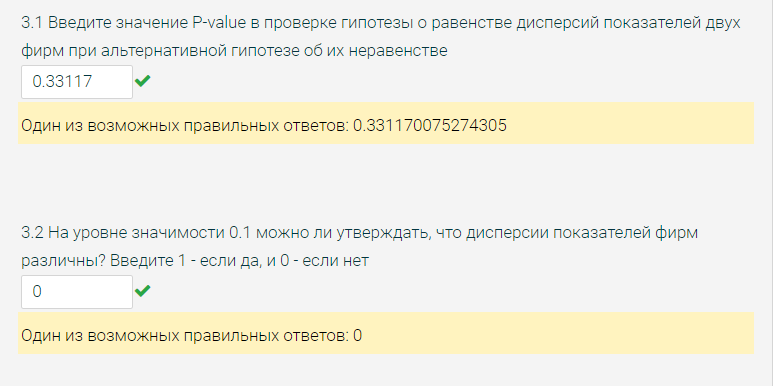 3.1 Введите значение P-value в проверке гипотезы о равенстве дисперсий показателей двух
фирм при альтернативной гипотезе об их неравенстве
0.33117
Один из возможных правильных ответов: 0.331170075274305
3.2 На уровне значимости 0.1 можно ли утверждать, что дисперсии показателей фирм
различны? Введите 1 - если да, и 0 - если нет
0
Один из возможных правильных ответов: 0